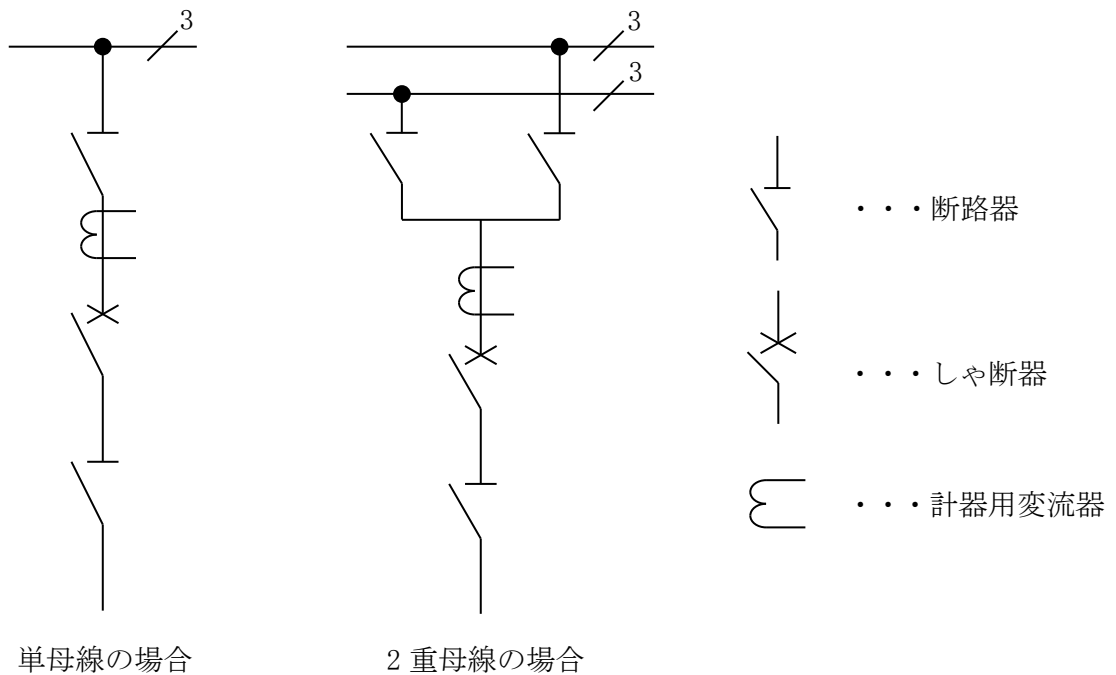 3
3
3
・・・断路器
・・・しゃ断器
・・・計器用変流器
単母線の場合
2 重母線の場合